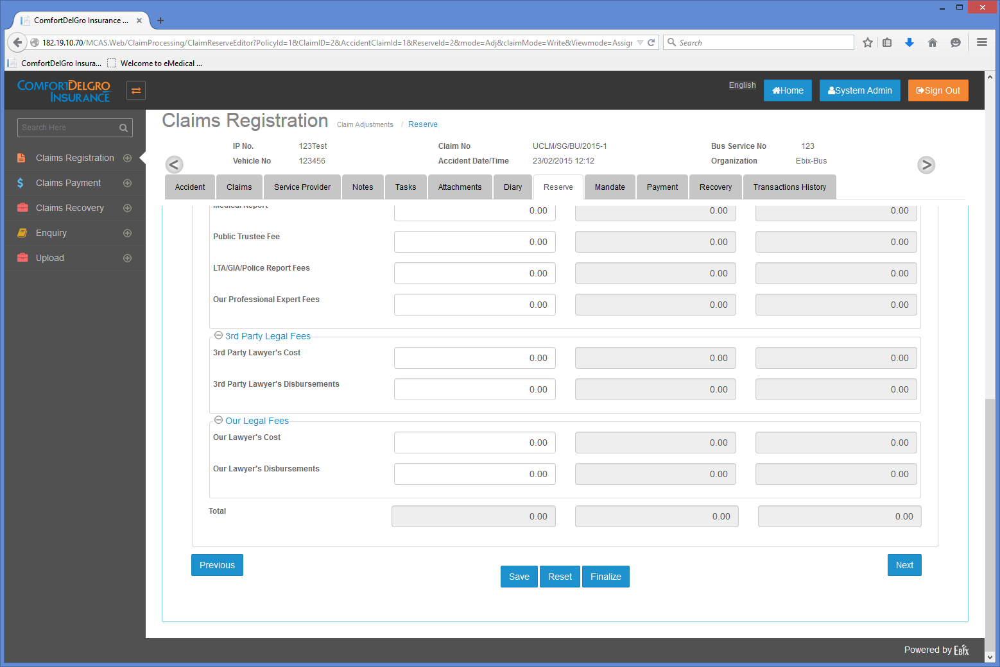 ComfortDelGro Insurance ...
182.19.10.70/MCAS.Web/ClaimProcessing/ClaimReserveEditor?PolicyId=1&ClaimID=2&AccidentClaimId=1&ReserveId=2&mode=Adj&claimMode=Write&Viewmode=Assign
Search
ComfortDelGro Insura...
Welcome to eMedical ...
COMFORTDELGRO
INSURANCE
English
Home
System Admin
Sign Out
Search Here
Claims Registration
Claims Payment
Claims Recovery
Enquiry
Upload
Claims Registration Claim Adjustments / Reserve
IP No. 123Test Claim No UCLM/SG/BU/2015-1 Bus Service No 123
Vehicle No 123456 Accident Date/Time 23/02/2015 12:12 Organization Ebix-Bus
Accident Claims Service Provider Notes Tasks Attachments Diary Reserve Mandate Payment Recovery Transactions History
Medical Report 0.00 0.00 0.00
Public Trustee Fee 0.00 0.00 0.00
LTA/GIA/Police Report Fees 0.00 0.00 0.00
Our Professional Expert Fees 0.00 0.00 0.00
3rd Party Legal Fees
3rd Party Lawyer's Cost 0.00 0.00 0.00
3rd Party Lawyer's Disbursements 0.00 0.00 0.00
Our Legal Fees
Our Lawyer's Cost 0.00 0.00 0.00
Our Lawyer's Disbursements 0.00 0.00 0.00
Total 0.00 0.00 0.00
Previous
Next
Save Reset Finalize
Powered by Ebix